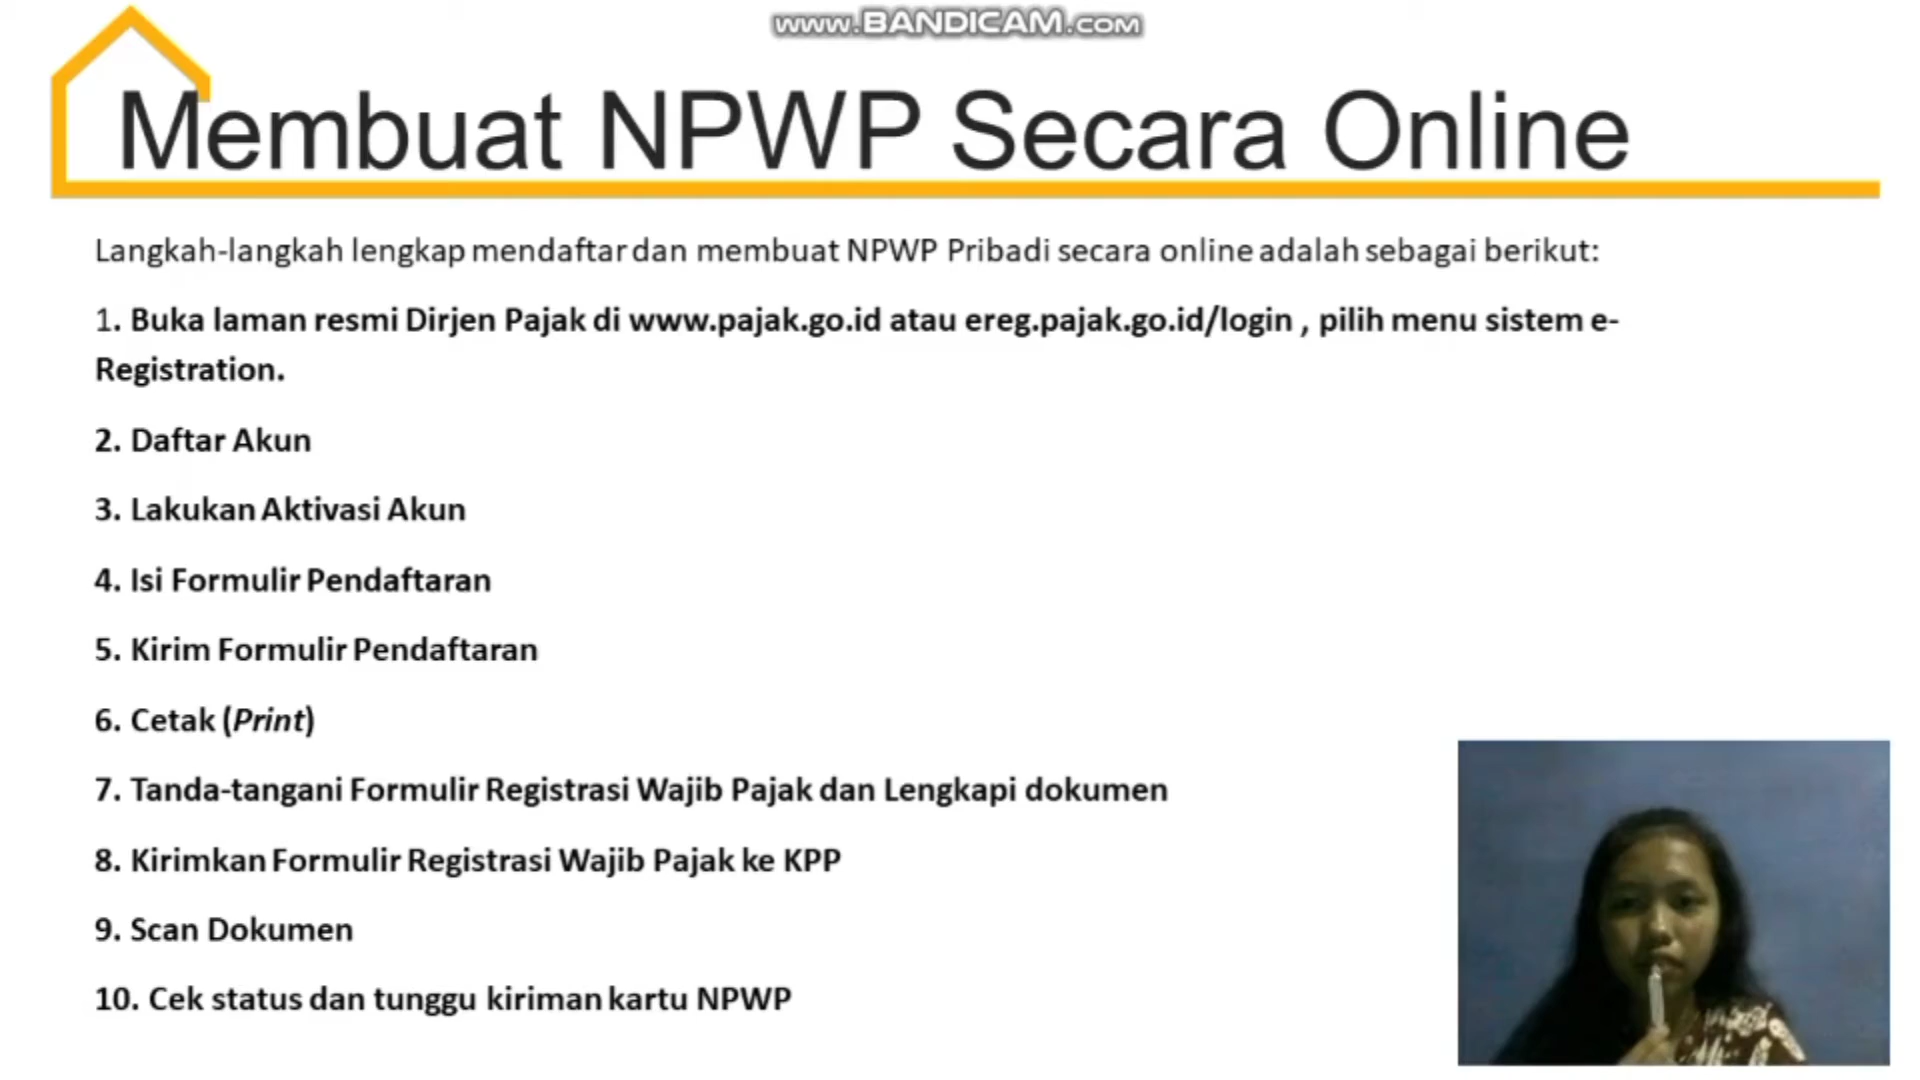 www.BANDICAM.com
Membuat NPWP Secara Online
Langkah-langkah lengkap mendaftar dan membuat NPWP Pribadi secara online adalah sebagai berikut:
1. Buka laman resmi Dirjen Pajak di www.pajak.go.id atau ereg.pajak.go.id/login , pilih menu sistem e-
Registration.
2. Daftar Akun
3. Lakukan Aktivasi Akun
4. Isi Formulir Pendaftaran
5. Kirim Formulir Pendaftaran
6. Cetak (Print)
7. Tanda-tangani Formulir Registrasi Wajib Pajak dan Lengkapi dokumen
8. Kirimkan Formulir Registrasi Wajib Pajak ke KPP
9. Scan Dokumen
10. Cek status dan tunggu kiriman kartu NPWP